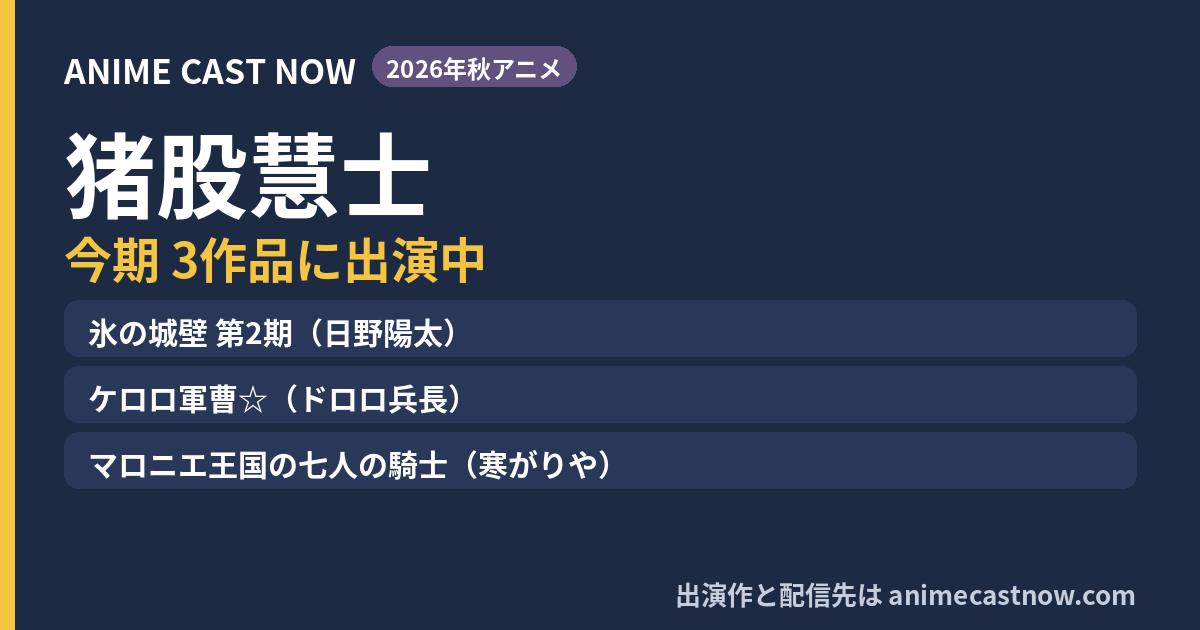 ANIME CAST NOW 2026年秋アニメ
猪股慧士
今期 3作品に出演中
氷の城壁 第2期（日野陽太）
ケロロ軍曹☆（ドロロ兵長）
マロニエ王国の七人の騎士（寒がりや）
出演作と配信先は animecastnow.com